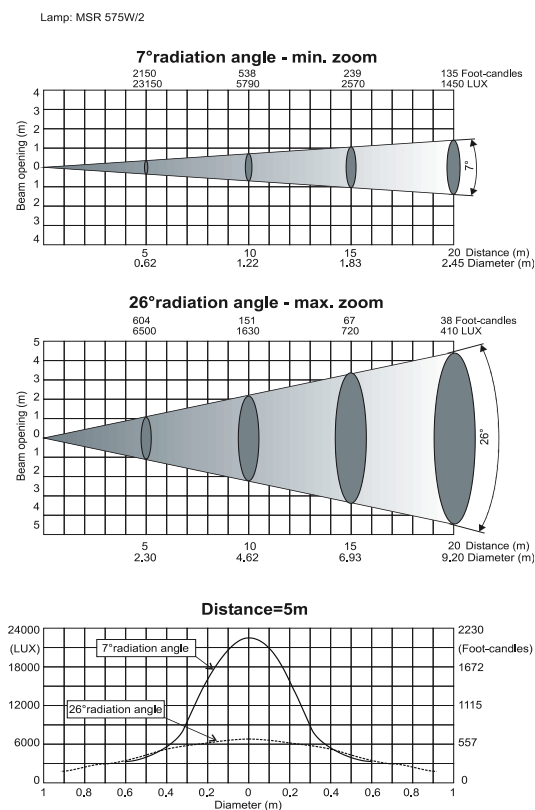 Lamp: MSR 575W/2
7°radiation angle - min. zoom
2150 538 239 135 Foot-candles
23150 5790 2570 1450 LUX
Beam opening (m)
4
3
2
1
0
1
2
3
4
7°
5 10 15 20 Distance (m)
0.62 1.22 1.83 2.45 Diameter (m)
26°radiation angle - max. zoom
604 151 67 38 Foot-candles
6500 1630 720 410 LUX
Beam opening (m)
5
4
3
2
1
0
1
2
3
4
5
26°
5 10 15 20 Distance (m)
2.30 4.62 6.93 9.20 Diameter (m)
Distance=5m
24000 2230
(LUX) (Foot-candles)
7°radiation angle
18000 1672
12000 1115
26°radiation angle
6000 557
0 0
1 0.8 0.6 0.4 0.2 0 0.2 0.4 0.6 0.8 1
Diameter (m)